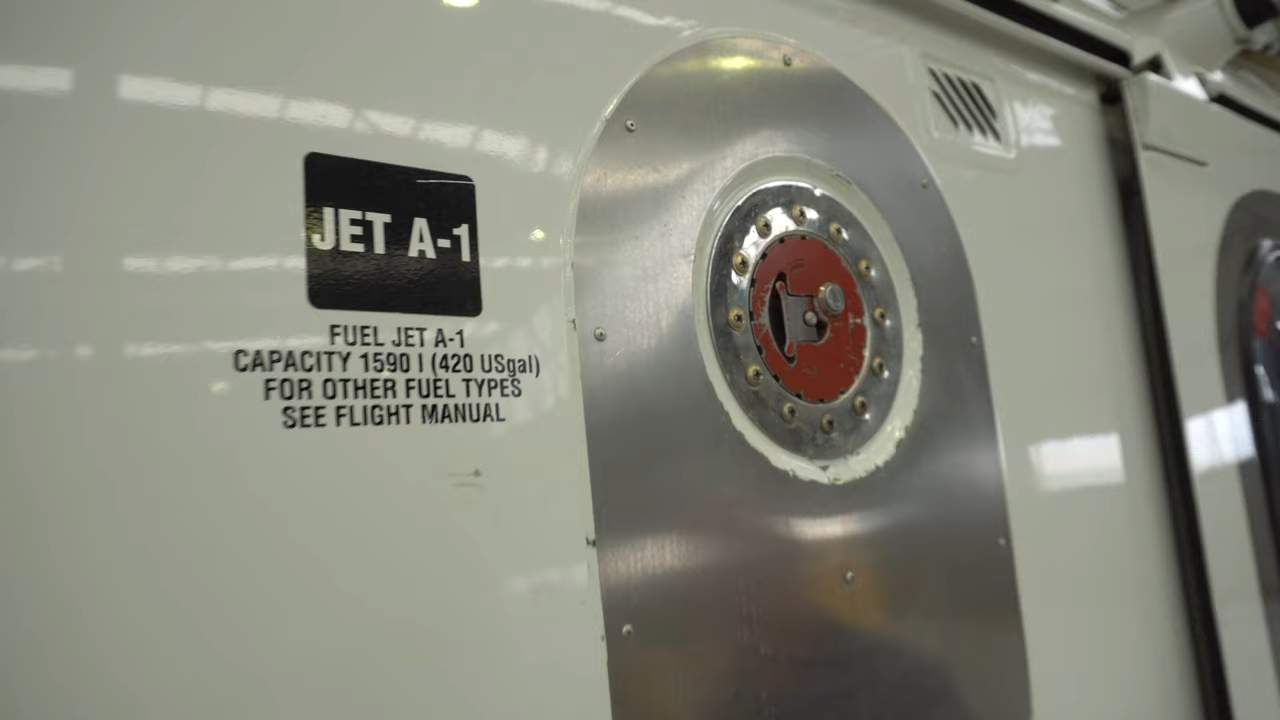 JET A-1
FUEL JET A-1
CAPACITY 1590 l (420 USgal)
FOR OTHER FUEL TYPES
SEE FLIGHT MANUAL